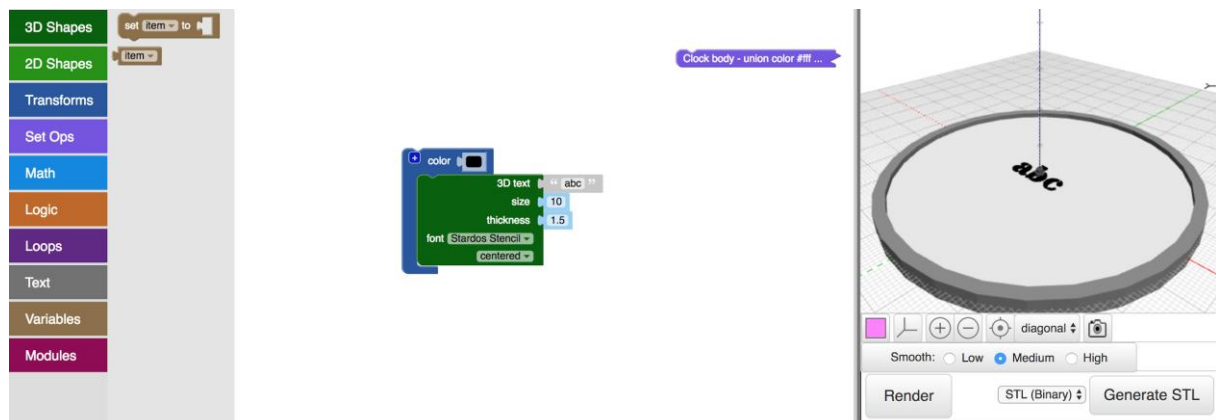 3D Shapes
2D Shapes
Transforms
Set Ops
Math
Logic
Loops
Text
Variables
Modules
set item to
item
color
3D text “ abc ”
size 10
thickness 1.5
font Stardos Stencil
centered
Clock body - union color #fff ...
abc
diagonal
Smooth: Low Medium High
Render STL (Binary) Generate STL